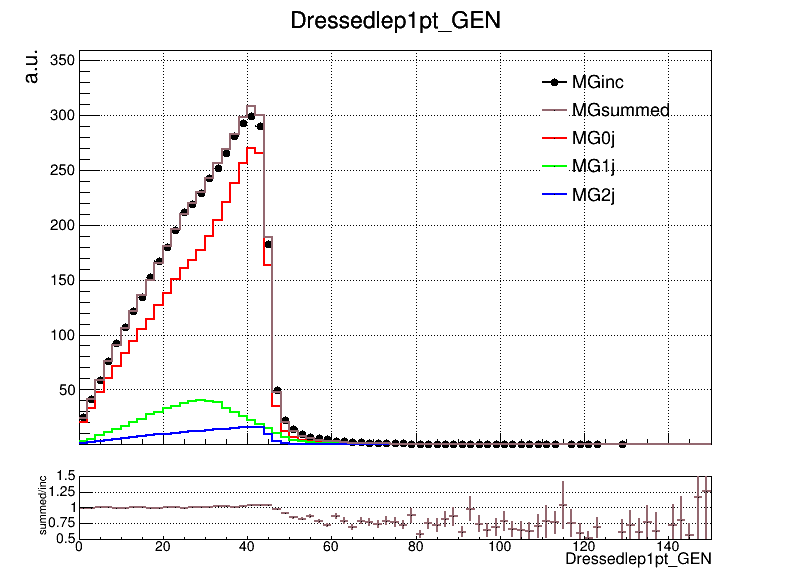 Dressedlep1pt_GEN
a.u.
350
300
250
200
150
100
50
MGinc
MGsummed
MG0j
MG1j
MG2j
summed/inc
1.5
1.25
1
0.75
0.5
0 20 40 60 80 100 120 140
Dressedlep1pt_GEN